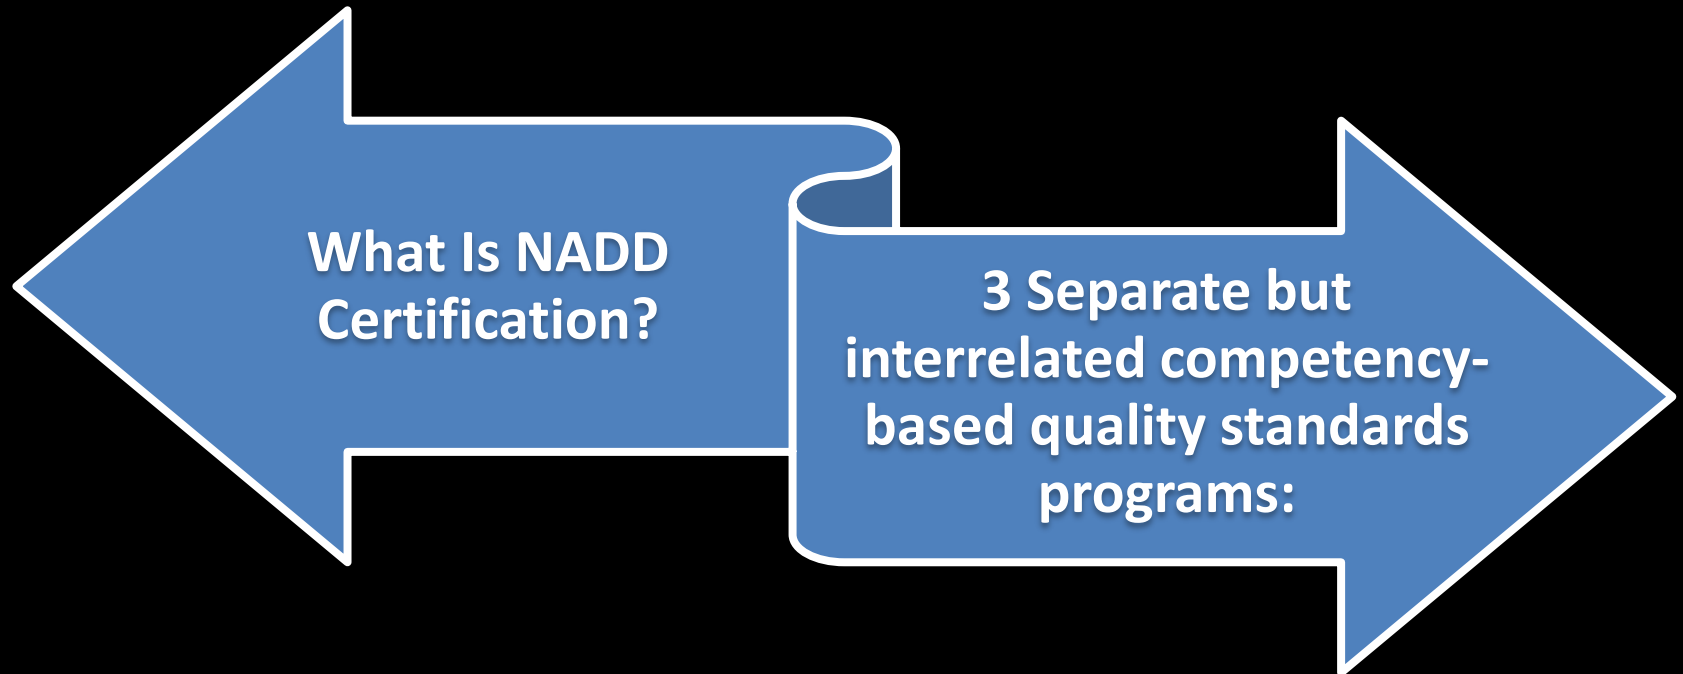 What Is NADD
Certification?
3 Separate but
interrelated competency-
based quality standards
programs: